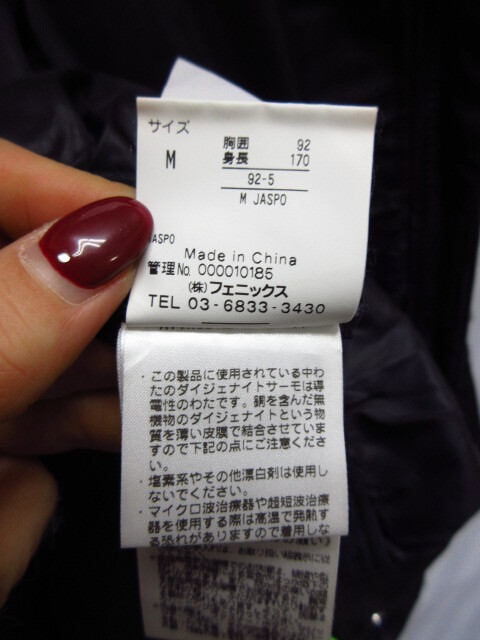 サイズ
M
胸囲 92
身長 170
92-5
M JASPO
JASPO
Made in China
管理No. 000010185
(株)フェニックス
TEL 03-6833-3430
・この製品に使用されている中わ
たのダイジェナイトサーモは導
電性のわたです。銅を含んだ無
機物のダイジェナイトという物
質を薄い皮膜で結合させていま
すので下記の点にご注意くださ
い。
・塩素系やその他漂白剤は使用し
ないでください。
・マイクロ波治療器や超短波治療
器を使用する際は高温で発熱す
る恐れがありますので着用しな